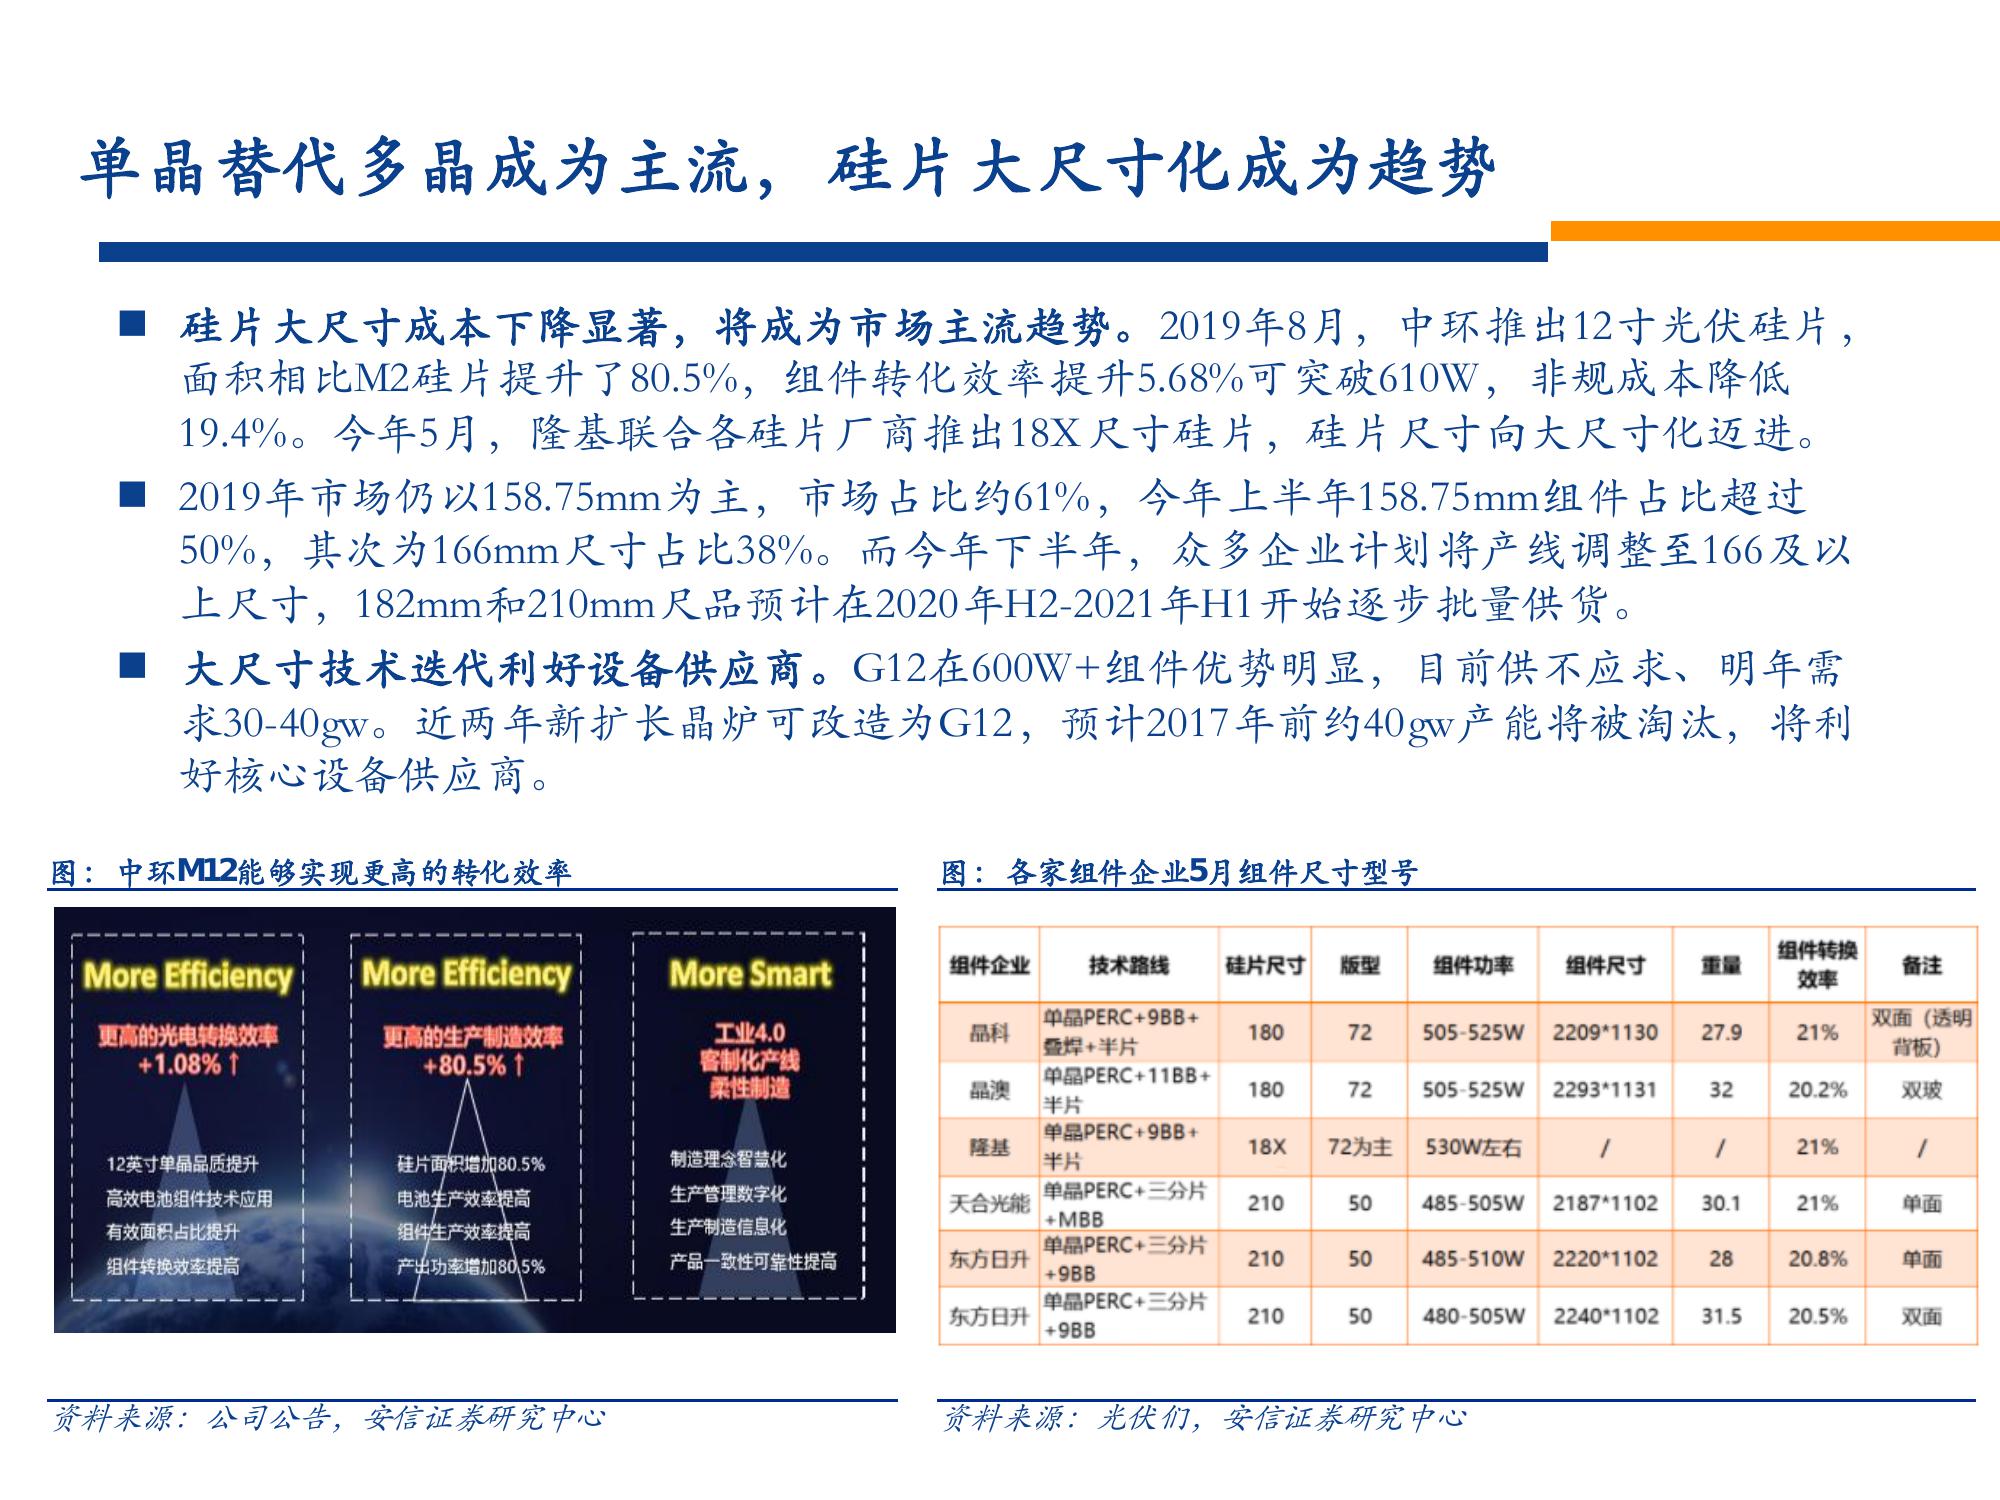 单晶替代多晶成为主流，硅片大尺寸化成为趋势
■ 硅片大尺寸成本下降显著，将成为市场主流趋势。2019年8月，中环推出12寸光伏硅片，
面积相比M2硅片提升了80.5%，组件转化效率提升5.68%可突破610W，非规成本降低
19.4%。今年5月，隆基联合各硅片厂商推出18X尺寸硅片，硅片尺寸向大尺寸化迈进。
■ 2019年市场仍以158.75mm为主，市场占比约61%，今年上半年158.75mm组件占比超过
50%，其次为166mm尺寸占比38%。而今年下半年，众多企业计划将产线调整至166及以
上尺寸，182mm和210mm尺品预计在2020年H2-2021年H1开始逐步批量供货。
■ 大尺寸技术迭代利好设备供应商。G12在600W+组件优势明显，目前供不应求、明年需
求30-40gw。近两年新扩长晶炉可改造为G12，预计2017年前约40gw产能将被淘汰，将利
好核心设备供应商。
图：中环M12能够实现更高的转化效率
More Efficiency
更高的光电转换效率
+1.08%↑
12英寸单晶品质提升
高效电池组件技术应用
有效面积占比提升
组件转换效率提高
More Efficiency
更高的生产制造效率
+80.5%↑
硅片面积增加80.5%
电池生产效率提高
组件生产效率提高
产出功率增加80.5%
More Smart
工业4.0
客制化产线
柔性制造
制造理念智慧化
生产管理数字化
生产制造信息化
产品一致性可靠性提高
资料来源：公司公告，安信证券研究中心
图：各家组件企业5月组件尺寸型号
组件企业 技术路线 硅片尺寸 版型 组件功率 组件尺寸 重量 组件转换效率 备注
晶科 单晶PERC+9BB+叠焊+半片 180 72 505-525W 2209*1130 27.9 21% 双面（透明背板）
晶澳 单晶PERC+11BB+半片 180 72 505-525W 2293*1131 32 20.2% 双玻
隆基 单晶PERC+9BB+半片 18X 72为主 530W左右 / / 21% /
天合光能 单晶PERC+三分片+MBB 210 50 485-505W 2187*1102 30.1 21% 单面
东方日升 单晶PERC+三分片+9BB 210 50 485-510W 2220*1102 28 20.8% 单面
东方日升 单晶PERC+三分片+9BB 210 50 480-505W 2240*1102 31.5 20.5% 双面
资料来源：光伏们，安信证券研究中心